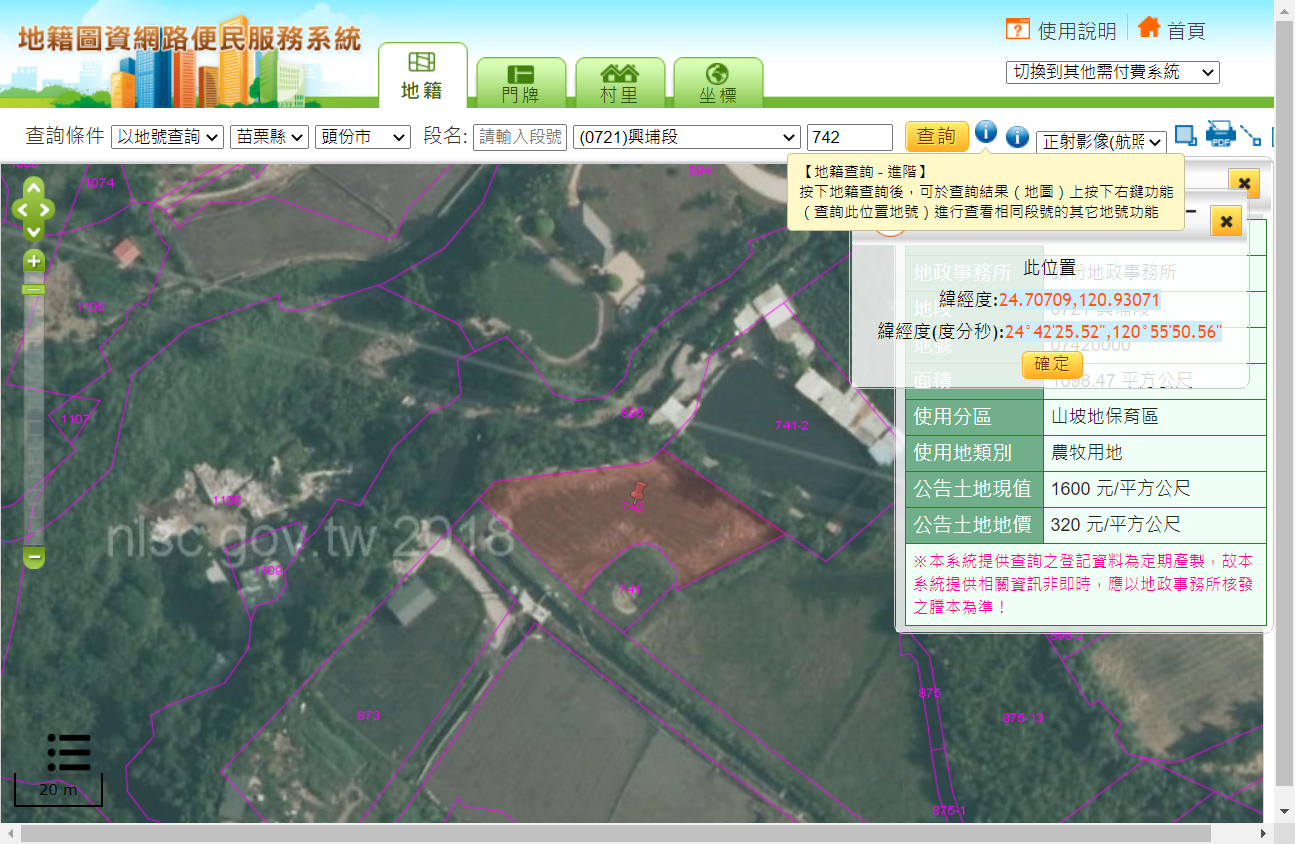 地籍圖資網路便民服務系統
使用說明
首頁
切換到其他需付費系統
地籍
門牌
村里
坐標
查詢條件 以地號查詢 苗栗縣 頭份市 段名: 請輸入段號 (0721)興埔段 742 查詢 正射影像(航照
【地籍查詢 - 進階】
按下地籍查詢後，可於查詢結果（地圖）上按下右鍵功能
（查詢此位置地號）進行查看相同段號的其它地號功能
此位置
緯經度:24.70709,120.93071
緯經度(度分秒):24°42'25.52",120°55'50.56"
確定
地政事務所 地政事務所
地段 0721 興埔段
地號 07420000
面積 1098.47 平方公尺
使用分區 山坡地保育區
使用地類別 農牧用地
公告土地現值 1600 元/平方公尺
公告土地地價 320 元/平方公尺
※本系統提供查詢之登記資料為定期產製，故本
系統提供相關資訊非即時，應以地政事務所核發
之謄本為準！
1074
1107
741-2
742
741
1109
nlsc.gov.tw 2018
873
875
875-13
875-1
20 m